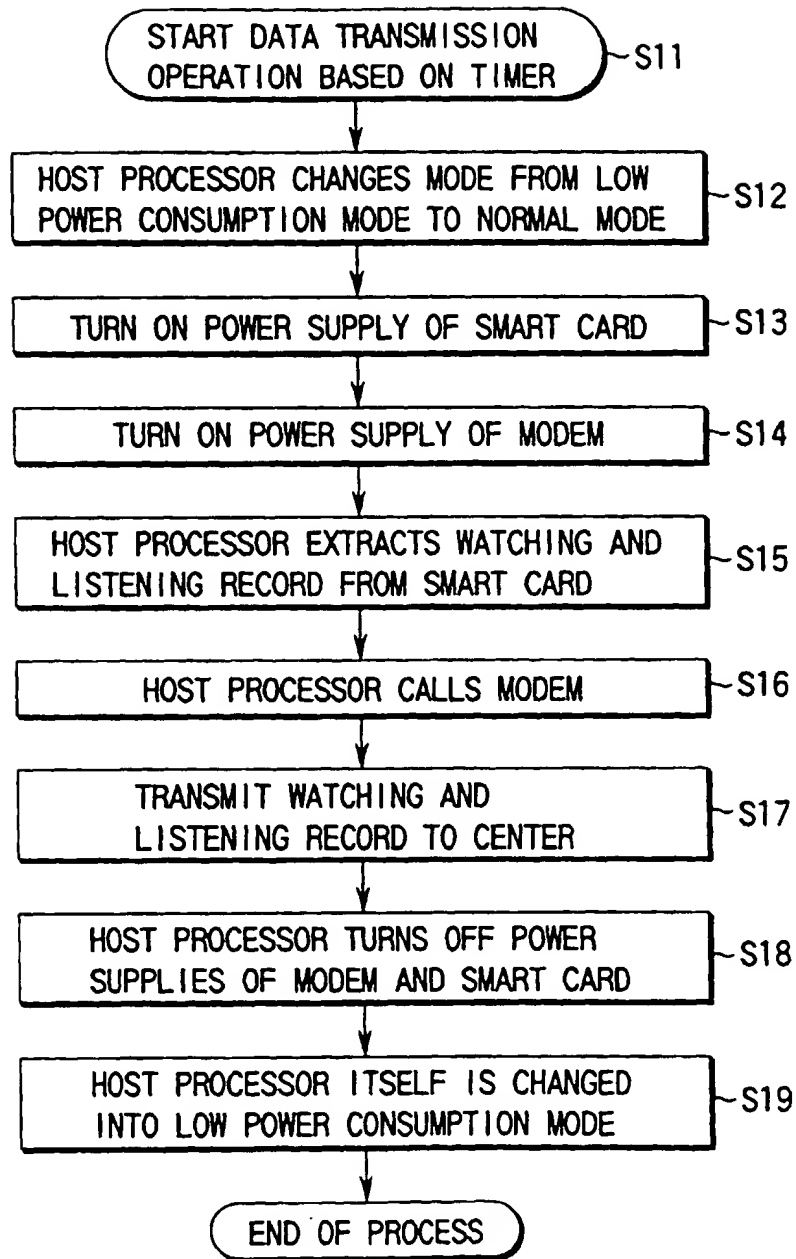 START DATA TRANSMISSION
OPERATION BASED ON TIMER
S11
HOST PROCESSOR CHANGES MODE FROM LOW
POWER CONSUMPTION MODE TO NORMAL MODE
S12
TURN ON POWER SUPPLY OF SMART CARD
S13
TURN ON POWER SUPPLY OF MODEM
S14
HOST PROCESSOR EXTRACTS WATCHING AND
LISTENING RECORD FROM SMART CARD
S15
HOST PROCESSOR CALLS MODEM
S16
TRANSMIT WATCHING AND
LISTENING RECORD TO CENTER
S17
HOST PROCESSOR TURNS OFF POWER
SUPPLIES OF MODEM AND SMART CARD
S18
HOST PROCESSOR ITSELF IS CHANGED
INTO LOW POWER CONSUMPTION MODE
S19
END OF PROCESS